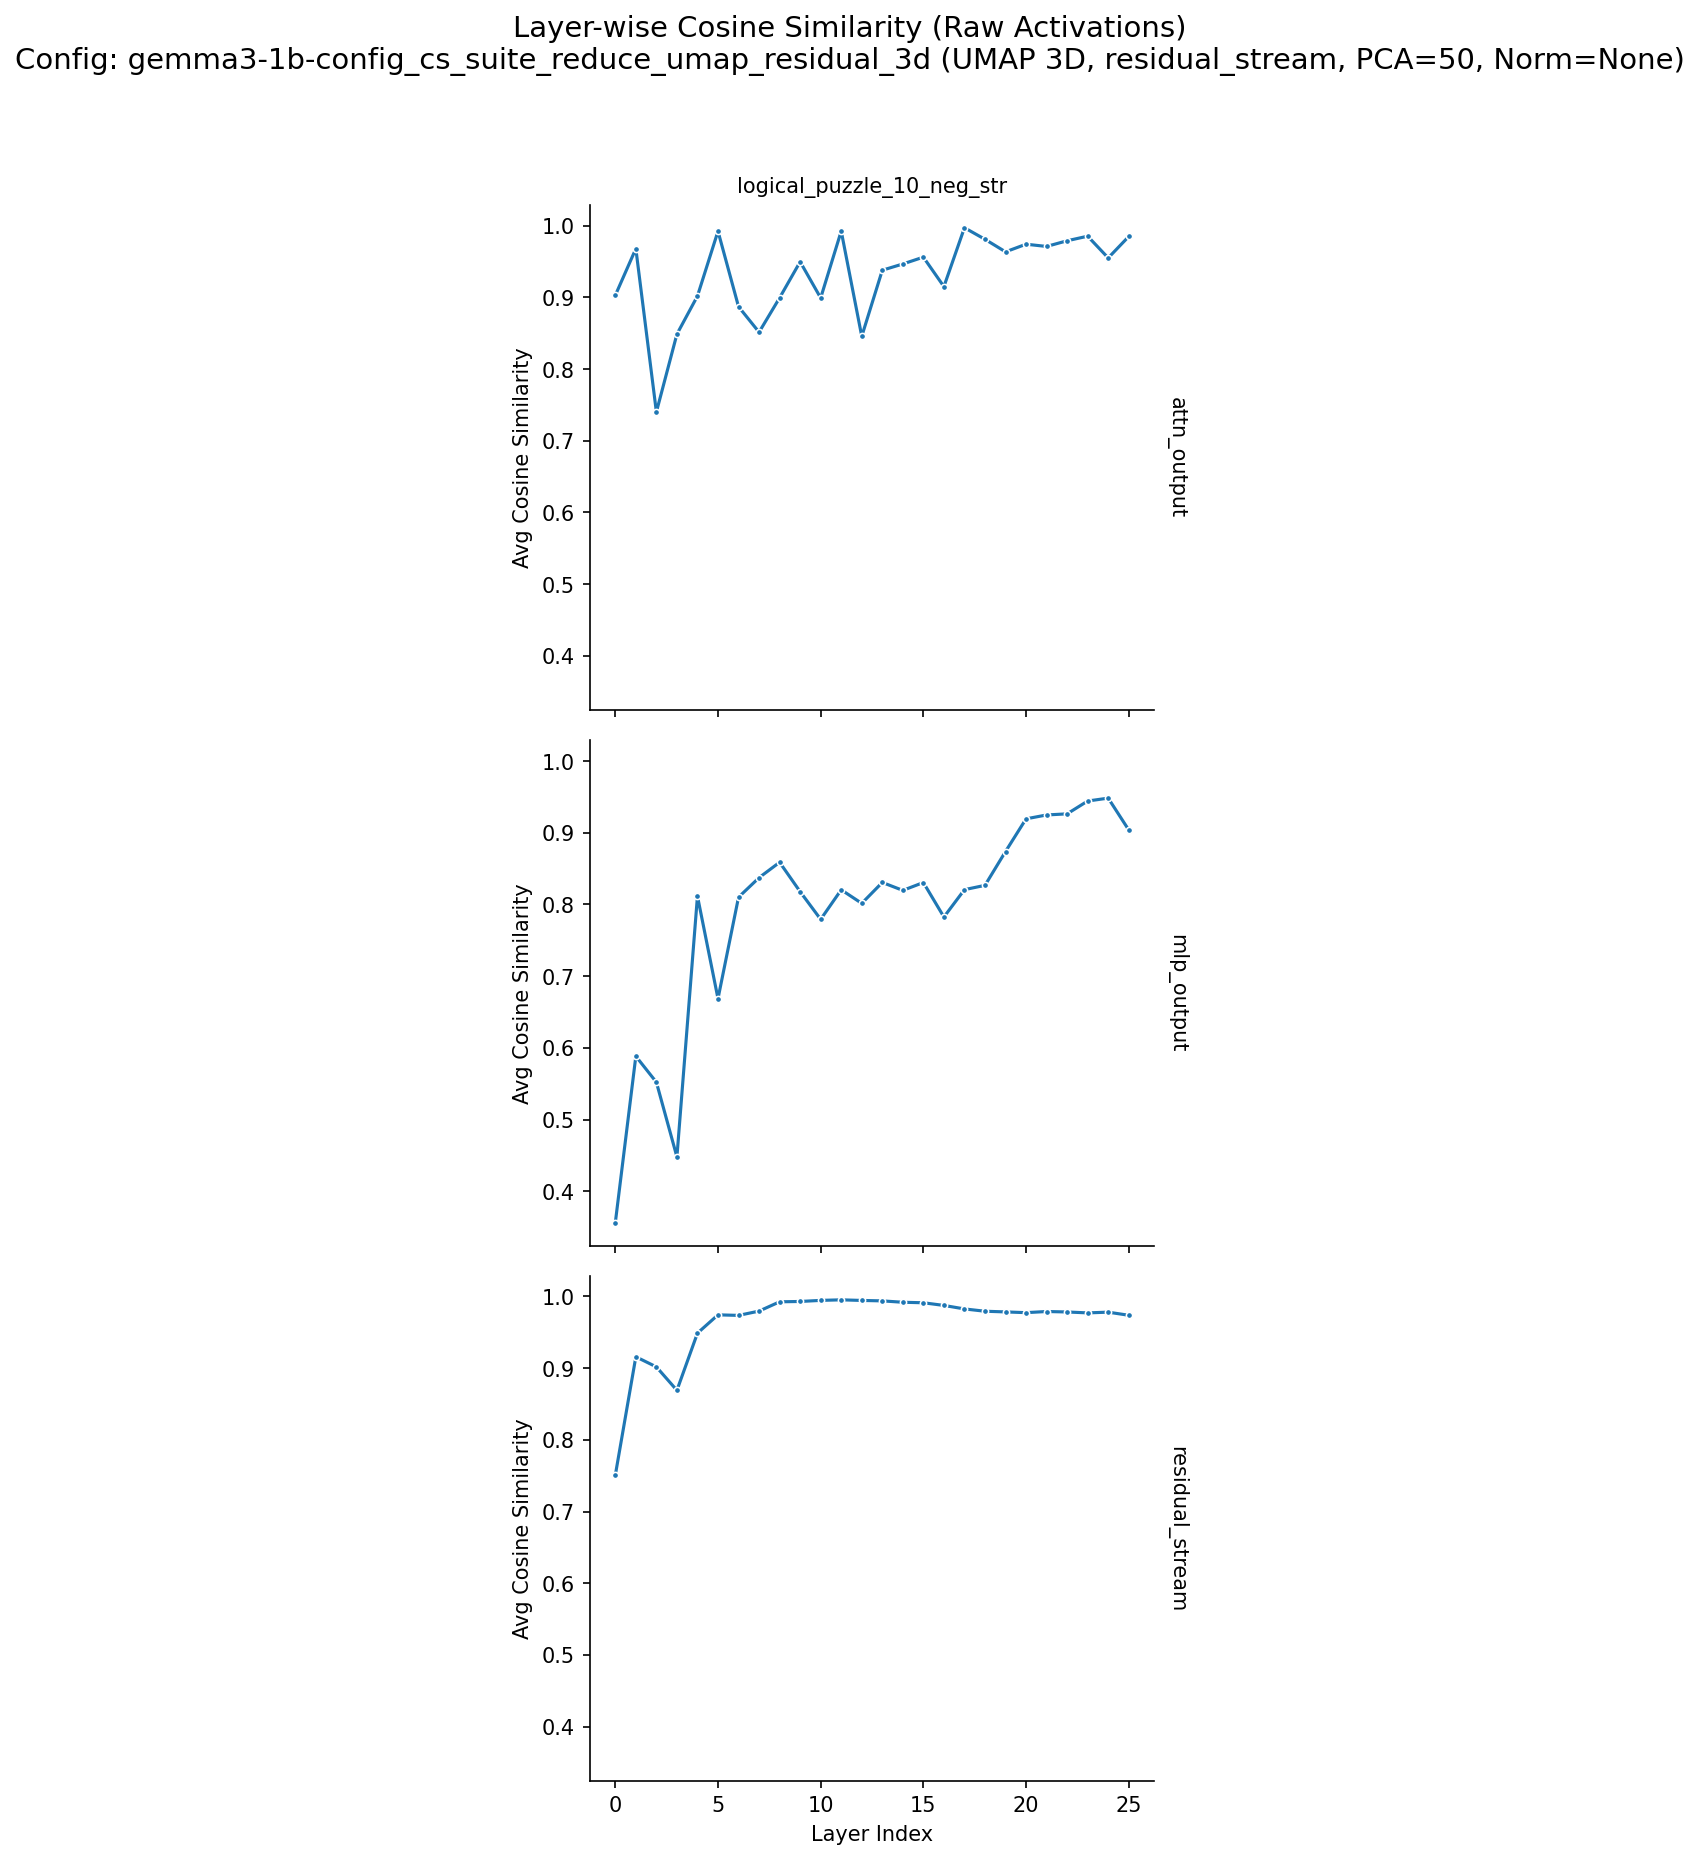 Layer-wise Cosine Similarity (Raw Activations)
Config: gemma3-1b-config_cs_suite_reduce_umap_residual_3d (UMAP 3D, residual_stream, PCA=50, Norm=None)
logical_puzzle_10_neg_str
1.0
0.9
0.8
0.7
0.6
0.5
0.4
Avg Cosine Similarity
attn_output
1.0
0.9
0.8
0.7
0.6
0.5
0.4
Avg Cosine Similarity
mlp_output
1.0
0.9
0.8
0.7
0.6
0.5
0.4
Avg Cosine Similarity
residual_stream
0 5 10 15 20 25
Layer Index